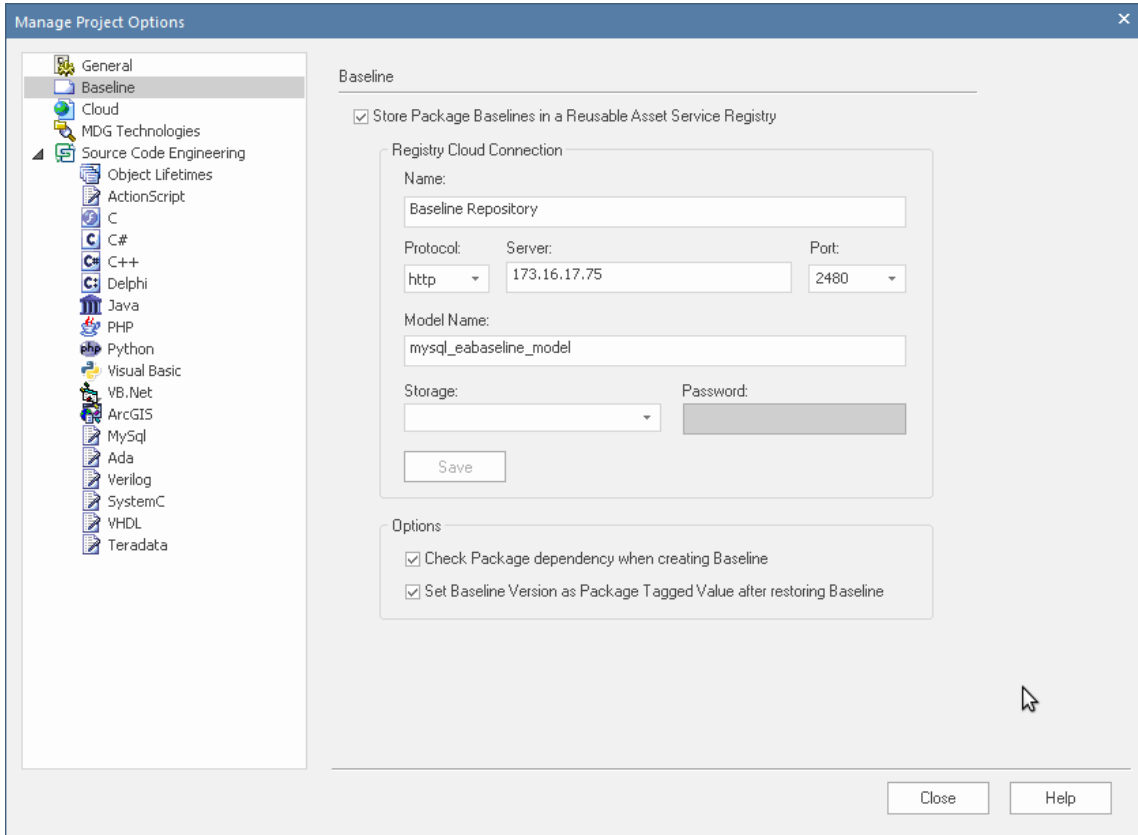 Manage Project Options
General
Baseline
Cloud
MDG Technologies
Source Code Engineering
Object Lifetimes
ActionScript
C
C#
C++
Delphi
Java
PHP
Python
Visual Basic
VB.Net
ArcGIS
MySql
Ada
Verilog
SystemC
VHDL
Teradata
Baseline
Store Package Baselines in a Reusable Asset Service Registry
Registry Cloud Connection
Name:
Baseline Repository
Protocol: Server: Port:
http 173.16.17.75 2480
Model Name:
mysql_eabaseline_model
Storage: Password:
Save
Options
Check Package dependency when creating Baseline
Set Baseline Version as Package Tagged Value after restoring Baseline
Close Help